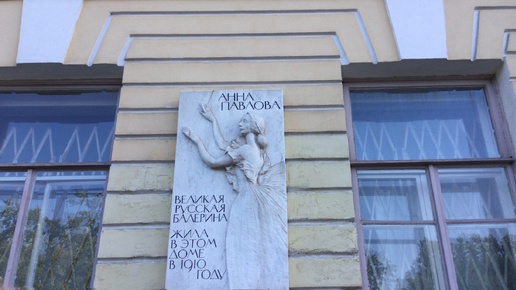 АННА
ПАВЛОВА
ВЕЛИКАЯ
РУССКАЯ
БАЛЕРИНА
ЖИЛА
В ЭТОМ
ДОМЕ
В 1910
ГОДУ